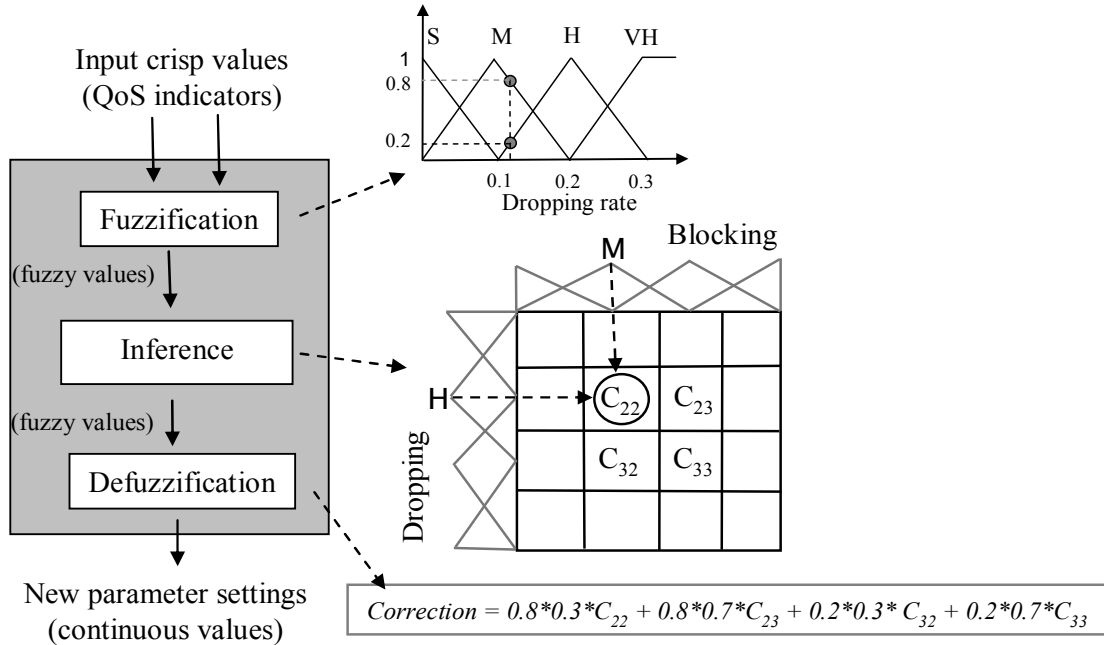 Input crisp values
(QoS indicators)
Fuzzification
(fuzzy values)
Inference
(fuzzy values)
Defuzzification
New parameter settings
(continuous values)
S M H VH
1
0.8
0.2
0.1 0.2 0.3
Dropping rate
Blocking
M
H
Dropping
C₂₂ C₂₃
C₃₂ C₃₃
Correction = 0.8*0.3*C₂₂ + 0.8*0.7*C₂₃ + 0.2*0.3* C₃₂ + 0.2*0.7*C₃₃